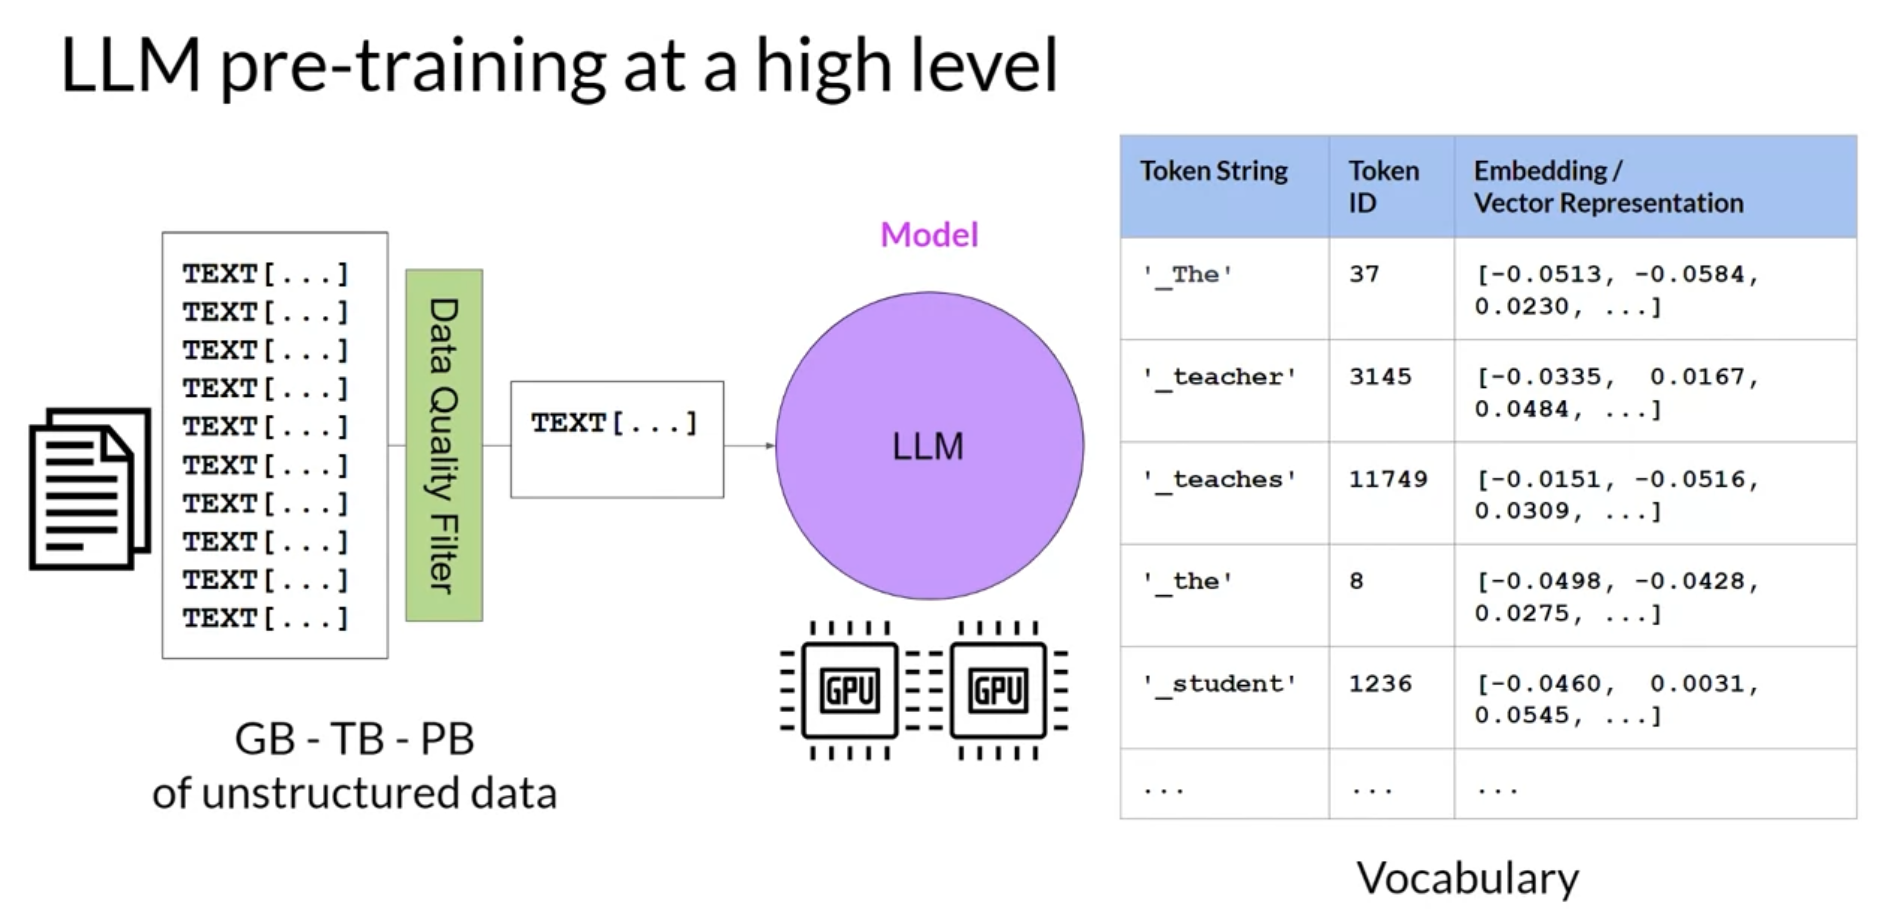 LLM pre-training at a high level
TEXT[...]
TEXT[...]
TEXT[...]
TEXT[...]
TEXT[...]
TEXT[...]
TEXT[...]
TEXT[...]
TEXT[...]
TEXT[...]
GB - TB - PB
of unstructured data
Data Quality Filter
TEXT[...]
Model
LLM
GPU
GPU
Token String
Token
ID
Embedding /
Vector Representation
'_The'
37
[-0.0513, -0.0584,
0.0230, ...]
'_teacher'
3145
[-0.0335, 0.0167,
0.0484, ...]
'_teaches'
11749
[-0.0151, -0.0516,
0.0309, ...]
'_the'
8
[-0.0498, -0.0428,
0.0275, ...]
'_student'
1236
[-0.0460, 0.0031,
0.0545, ...]
...
...
...
Vocabulary